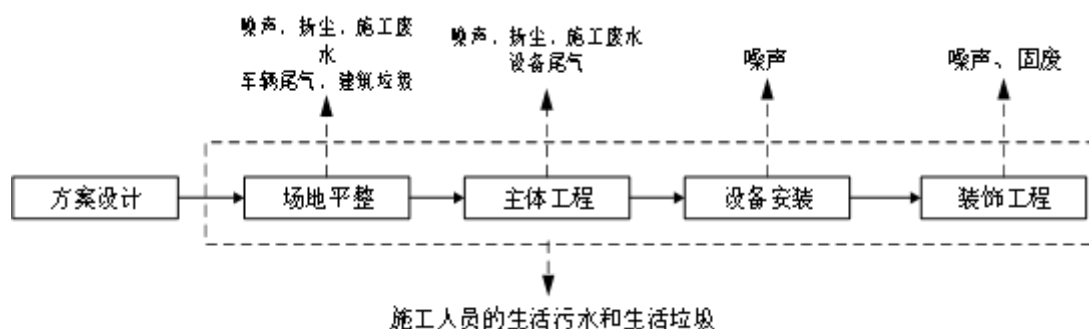 噪声、扬尘、施工废
水
车辆尾气、建筑垃圾
噪声、扬尘、施工废水
设备尾气
噪声
噪声、固废
方案设计
场地平整
主体工程
设备安装
装饰工程
施工人员的生活污水和生活垃圾